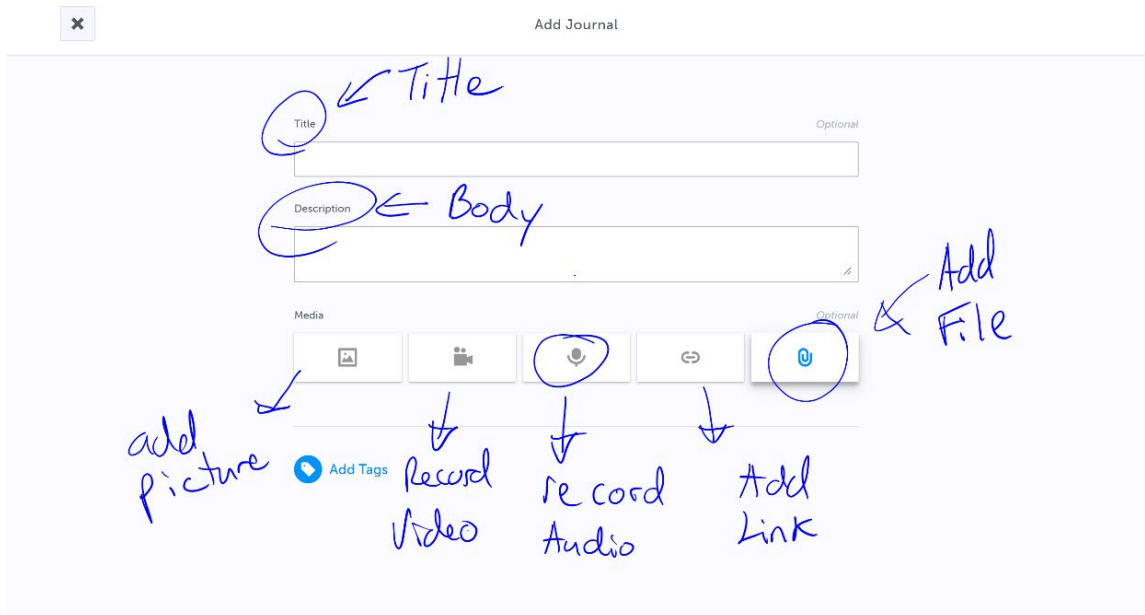 Add Journal
Title
Title
Optional
Description
Body
Media
Optional
Add
File
add
picture
Add Tags
Record
Video
record
Audio
Add
Link